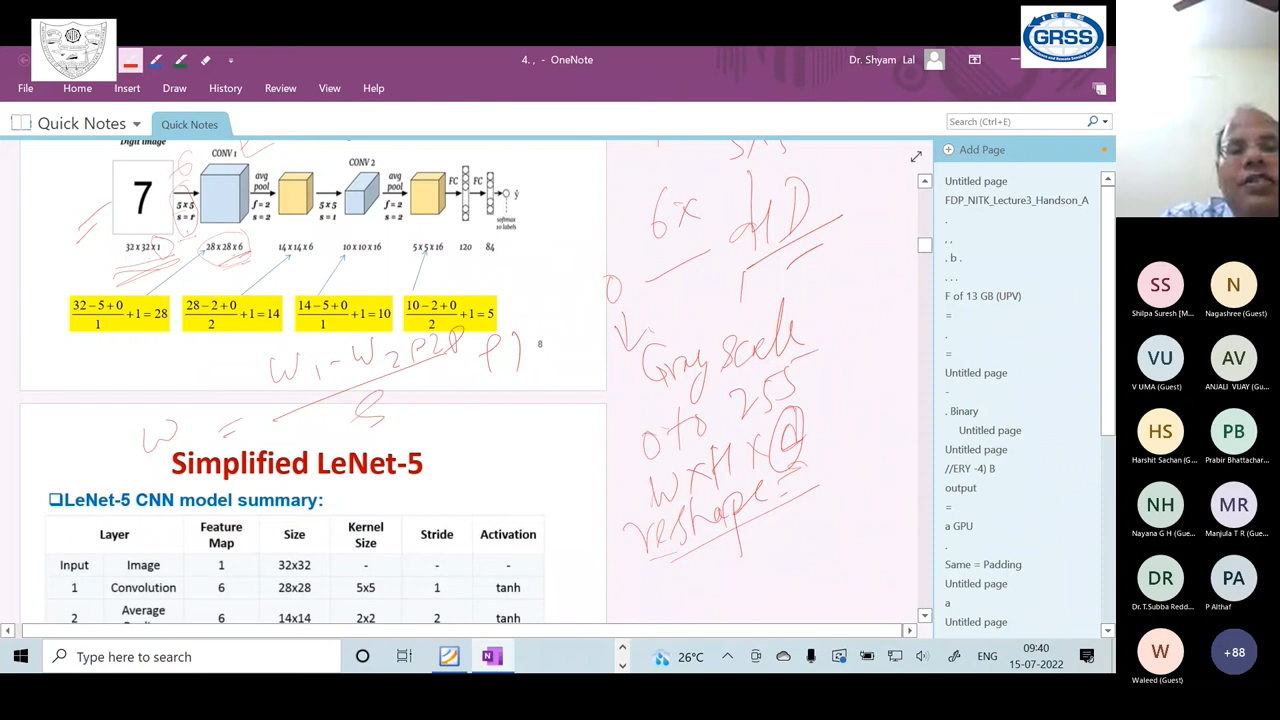 IEEE
GRSS
4. , - OneNote
Dr. Shyam Lal
File Home Insert Draw History Review View Help
Quick Notes
Quick Notes
Search (Ctrl+E)
Digit image
CONV 1
CONV 2
avg pool
avg pool
FC
FC
ŷ
7
5 x 5
f = 2
s = 2
5 x 5
s = 1
f = 2
s = 2
softmax
10 labels
32 x 32 x 1
28 x 28 x 6
14 x 14 x 6
10 x 10 x 16
5 x 5 x 16
120
84
32 − 5 + 0 / 1 + 1 = 28
28 − 2 + 0 / 2 + 1 = 14
14 − 5 + 0 / 1 + 1 = 10
10 − 2 + 0 / 2 + 1 = 5
8
6x
Gray scale
0 to 255
WxHx
reshape
Simplified LeNet-5
❑LeNet-5 CNN model summary:
Layer Feature Map Size Kernel Size Stride Activation
Input Image 1 32x32 - - -
1 Convolution 6 28x28 5x5 1 tanh
2 Average 6 14x14 2x2 2 tanh
Add Page
Untitled page
FDP_NITK_Lecture3_Handson_A
.
, ,
. b .
. . .
F of 13 GB (UPV)
=
.
=
Untitled page
-
. Binary
Untitled page
Untitled page
//ERY -4) B
output
=
a GPU
.
Same = Padding
Untitled page
a
Untitled page
Type here to search
26°C
ENG
09:40
15-07-2022
SS
Shilpa Suresh [M...
N
Nagashree (Guest)
VU
V UMA (Guest)
AV
ANJALI VIJAY (Gu...
HS
Harshit Sachan (G...
PB
Prabir Bhattachar...
NH
Nayana G H (Guest)
MR
Manjula T R (Gues...
DR
Dr.T.Subba Redd...
PA
P Althaf
W
Waleed (Guest)
+88